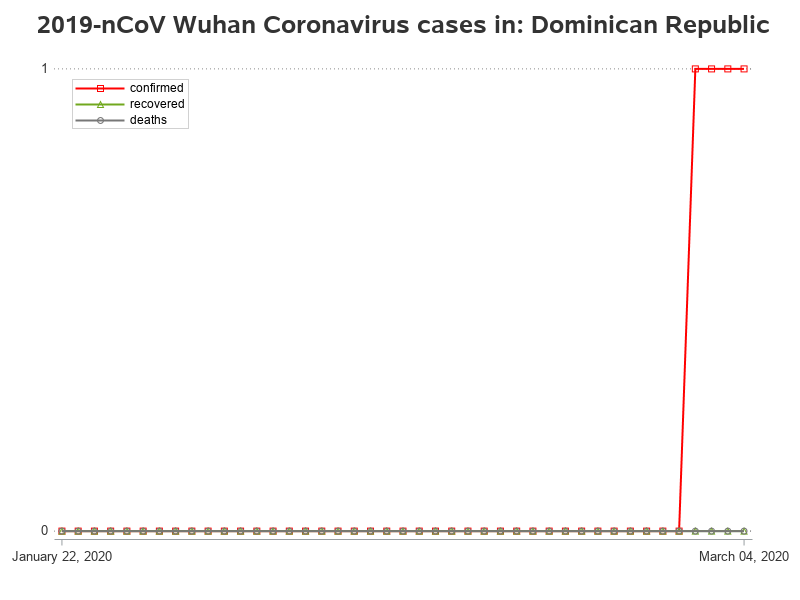 2019-nCoV Wuhan Coronavirus cases in: Dominican Republic
1
confirmed
recovered
deaths
0
January 22, 2020
March 04, 2020